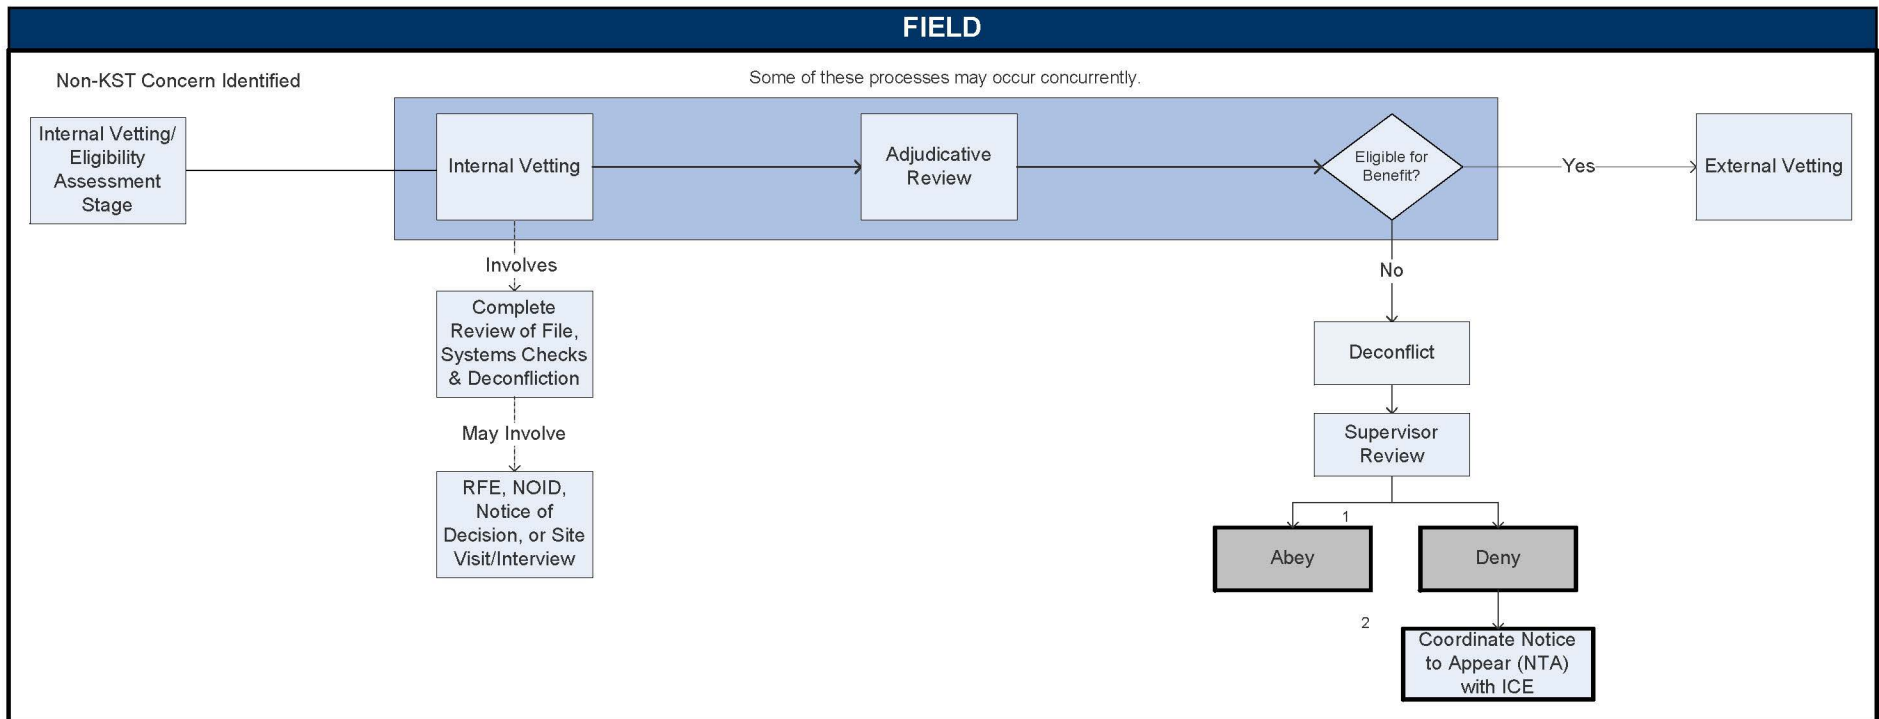 FIELD
Non-KST Concern Identified
Some of these processes may occur concurrently.
Internal Vetting/
Eligibility
Assessment
Stage
Internal Vetting
Adjudicative
Review
Eligible for
Benefit?
Yes
External Vetting
Involves
No
Complete
Review of File,
Systems Checks
& Deconfliction
Deconflict
May Involve
Supervisor
Review
RFE, NOID,
Notice of
Decision, or Site
Visit/Interview
1
Abey
Deny
2
Coordinate Notice
to Appear (NTA)
with ICE